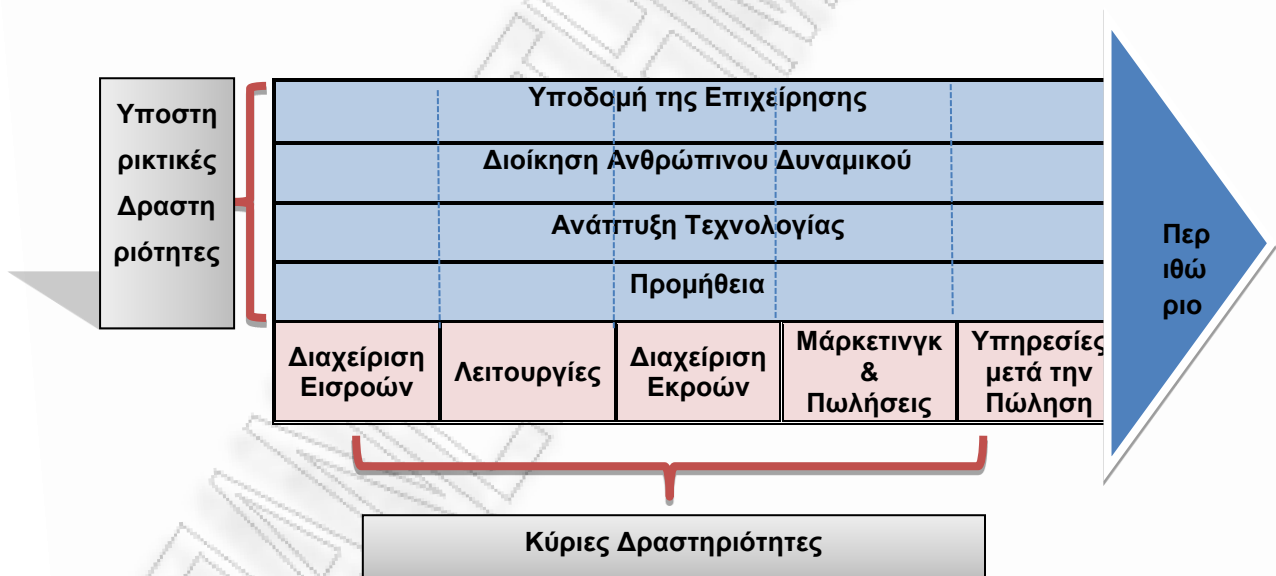 Υποστη
ρικτικές
Δραστη
ριότητες
Υποδομή της Επιχείρησης
Διοίκηση Ανθρώπινου Δυναμικού
Ανάπτυξη Τεχνολογίας
Προμήθεια
Διαχείριση
Εισροών
Λειτουργίες
Διαχείριση
Εκροών
Μάρκετινγκ
&
Πωλήσεις
Υπηρεσίες
μετά την
Πώληση
Περ
ιθώ
ριο
Κύριες Δραστηριότητες